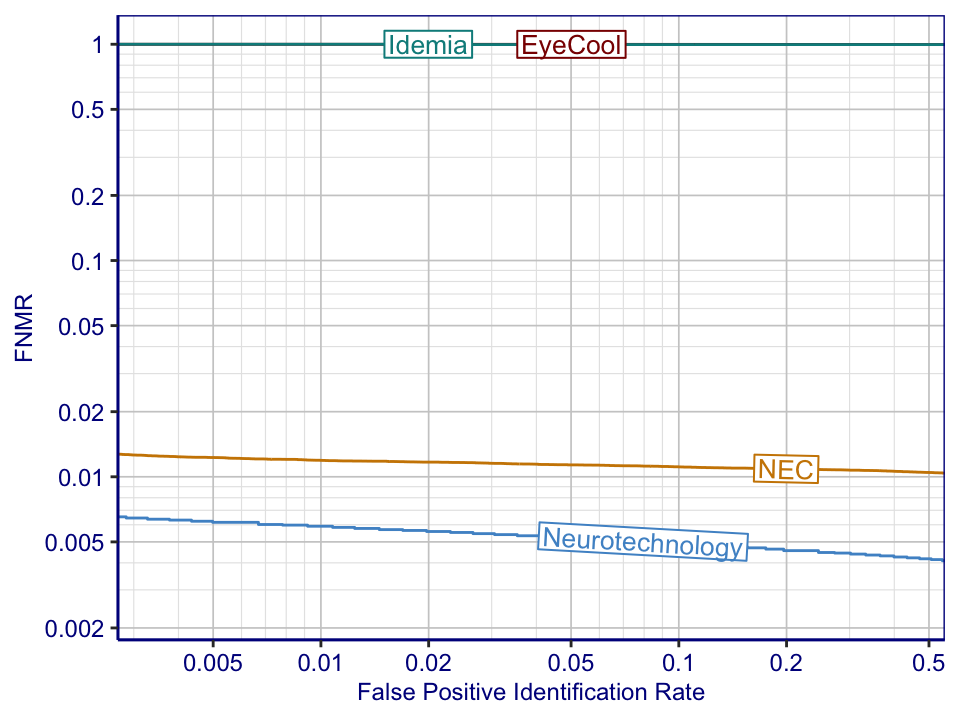 1
0.5
0.2
0.1
0.05
0.02
0.01
0.005
0.002
FNMR
Idemia
EyeCool
NEC
Neurotechnology
0.005 0.01 0.02 0.05 0.1 0.2 0.5
False Positive Identification Rate